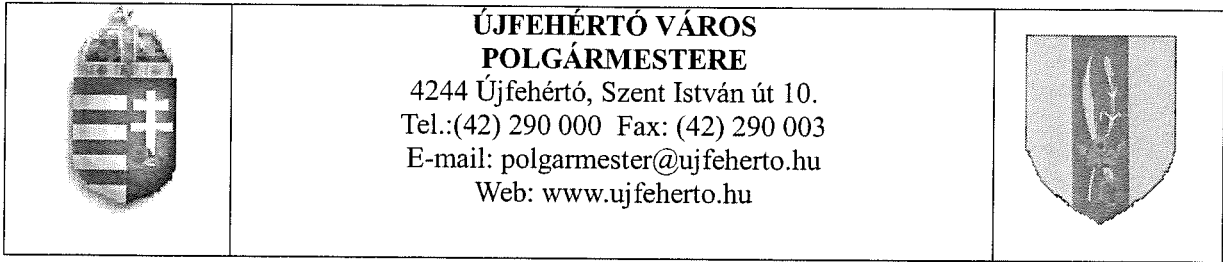 ÚJFEHÉRTÓ VÁROS
POLGÁRMESTERE
4244 Újfehértó, Szent István út 10.
Tel.:(42) 290 000 Fax: (42) 290 003
E-mail: polgarmester@ujfeherto.hu
Web: www.ujfeherto.hu